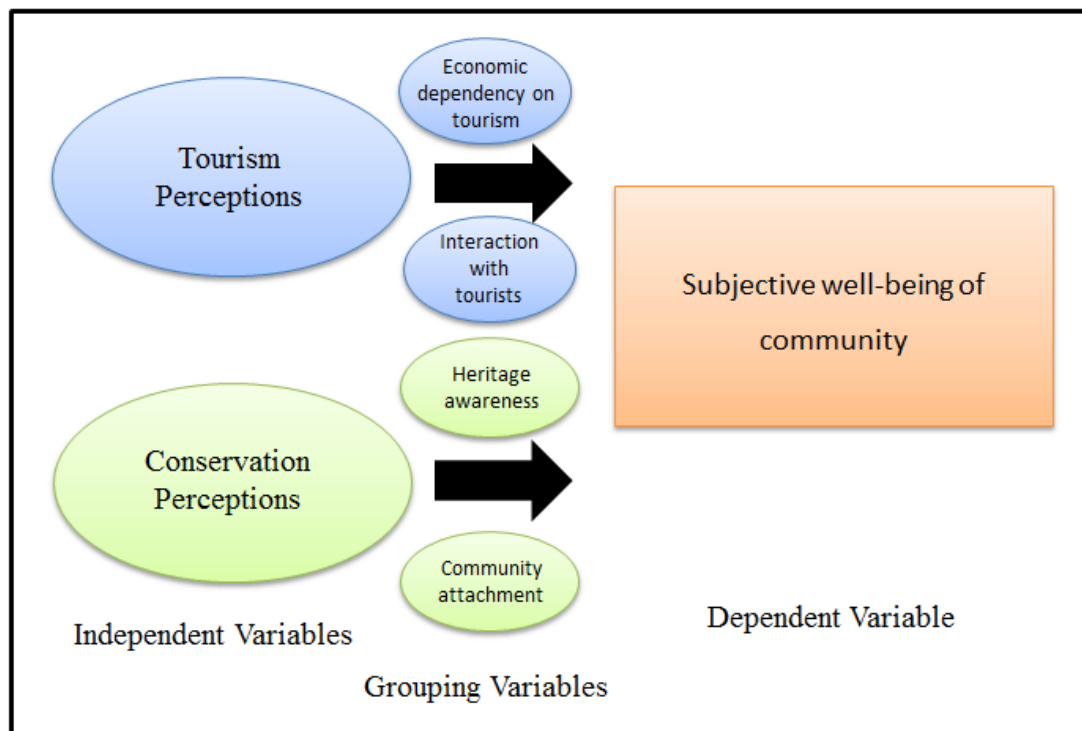 Economic
dependency on
tourism
Tourism
Perceptions
Interaction
with
tourists
Subjective well-being of
community
Heritage
awareness
Conservation
Perceptions
Community
attachment
Independent Variables
Dependent Variable
Grouping Variables